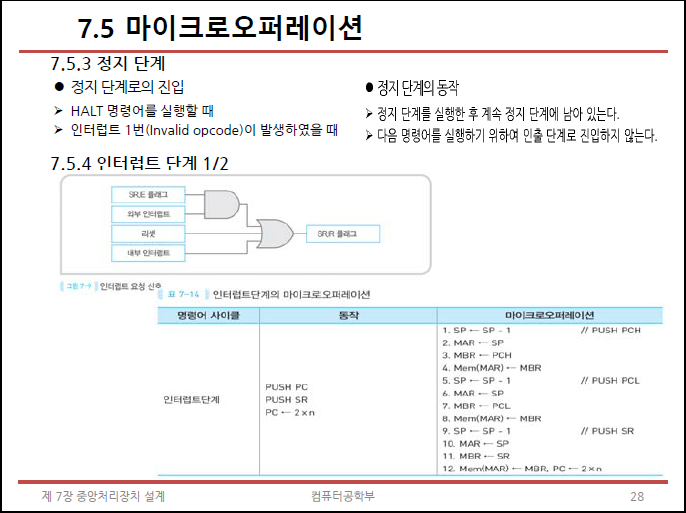 7.5 마이크로오퍼레이션
7.5.3 정지 단계
● 정지 단계로의 진입
➢ HALT 명령어를 실행할 때
➢ 인터럽트 1번(Invalid opcode)이 발생하였을 때
● 정지 단계의 동작
➢ 정지 단계를 실행한 후 계속 정지 단계에 남아 있는다.
➢ 다음 명령어를 실행하기 위하여 인출 단계로 진입하지 않는다.
7.5.4 인터럽트 단계 1/2
SR.IE 플래그
외부 인터럽트
리셋
내부 인터럽트
SR.IR 플래그
그림 7-9 인터럽트 요청 신호
표 7-14 인터럽트단계의 마이크로오퍼레이션
명령어 사이클 동작 마이크로오퍼레이션
인터럽트단계
PUSH PC
PUSH SR
PC ← 2×n
1. SP ← SP - 1 // PUSH PCH
2. MAR ← SP
3. MBR ← PCH
4. Mem(MAR) ← MBR
5. SP ← SP - 1 // PUSH PCL
6. MAR ← SP
7. MBR ← PCL
8. Mem(MAR) ← MBR
9. SP ← SP - 1 // PUSH SR
10. MAR ← SP
11. MBR ← SR
12. Mem(MAR) ← MBR, PC ← 2×n
제 7장 중앙처리장치 설계 컴퓨터공학부 28